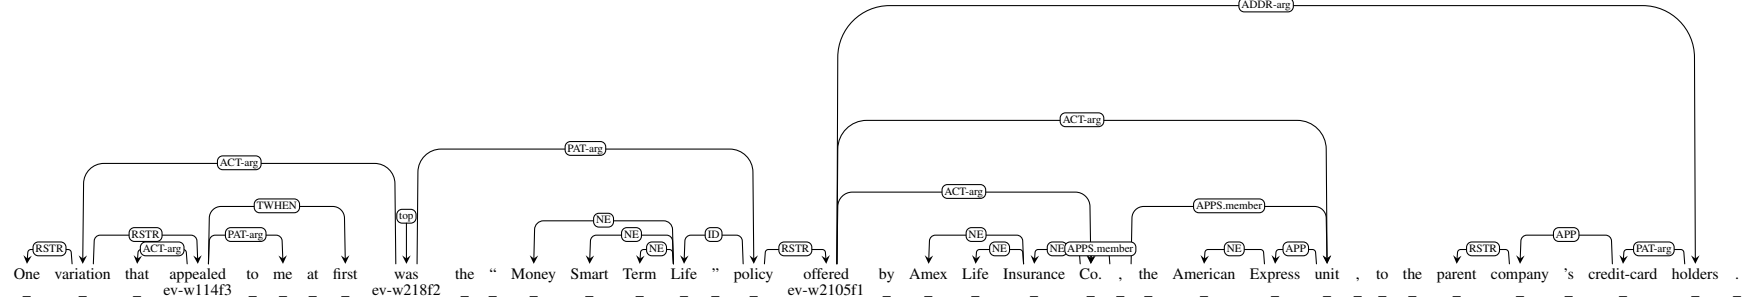 ADDR-arg
ACT-arg
PAT-arg
ACT-arg
ACT-arg
TWHEN APPS.member
top
NE
RSTR PAT-arg NE ID NE RSTR APP
RSTR ACT-arg NE RSTR NE NE APPS.member NE APP RSTR PAT-arg
One variation that appealed to me at first was the “ Money Smart Term Life ” policy offered by Amex Life Insurance Co. , the American Express unit , to the parent company ’s credit-card holders .
ev-w114f3 ev-w218f2 ev-w2105f1
_ _ _ _ _ _ _ _ _ _ _ _ _ _ _ _ _ _ _ _ _ _ _ _ _ _ _ _ _ _ _ _